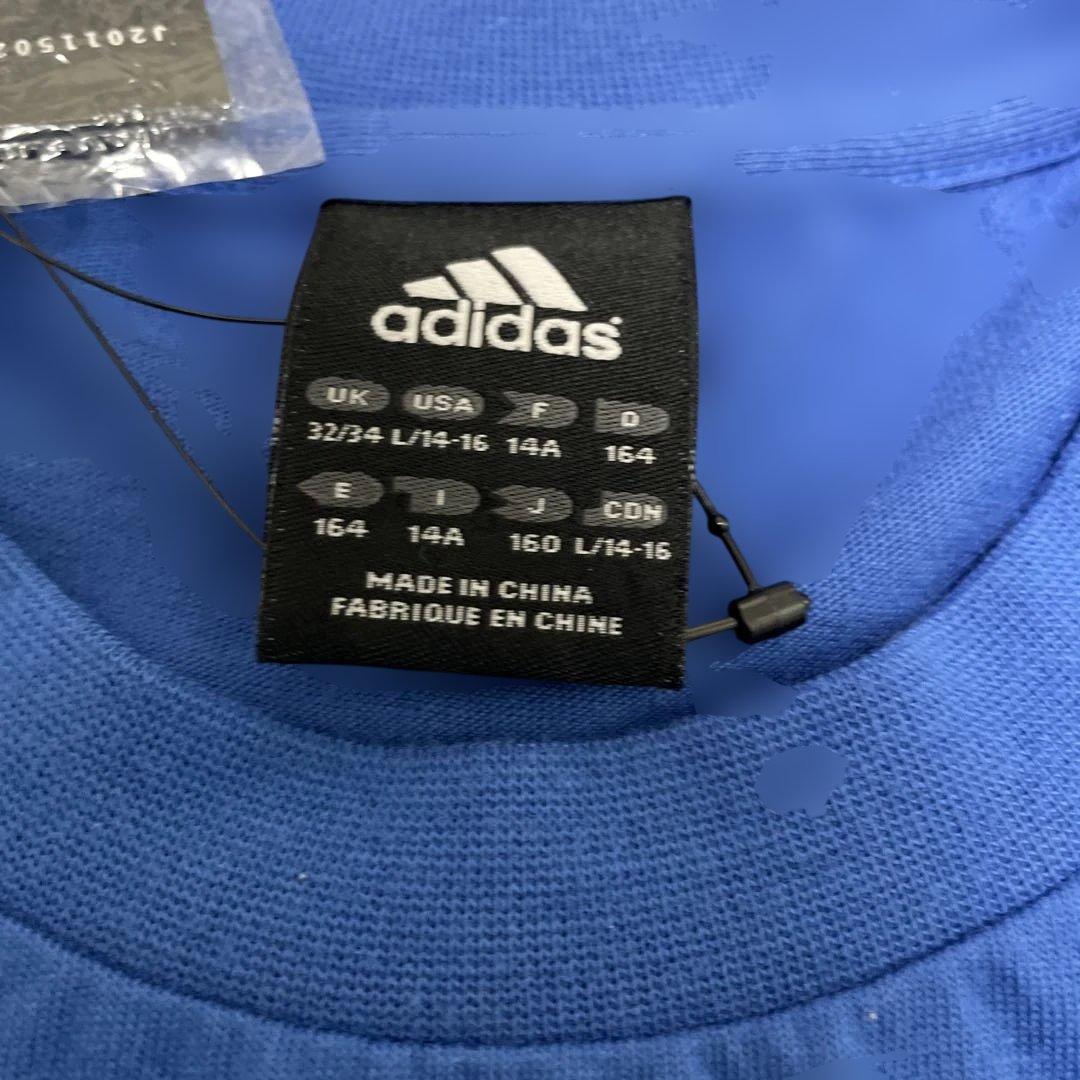 J2011502
adidas
UK USA F D
32/34 L/14-16 14A 164
E I J CDN
164 14A 160 L/14-16
MADE IN CHINA
FABRIQUE EN CHINE